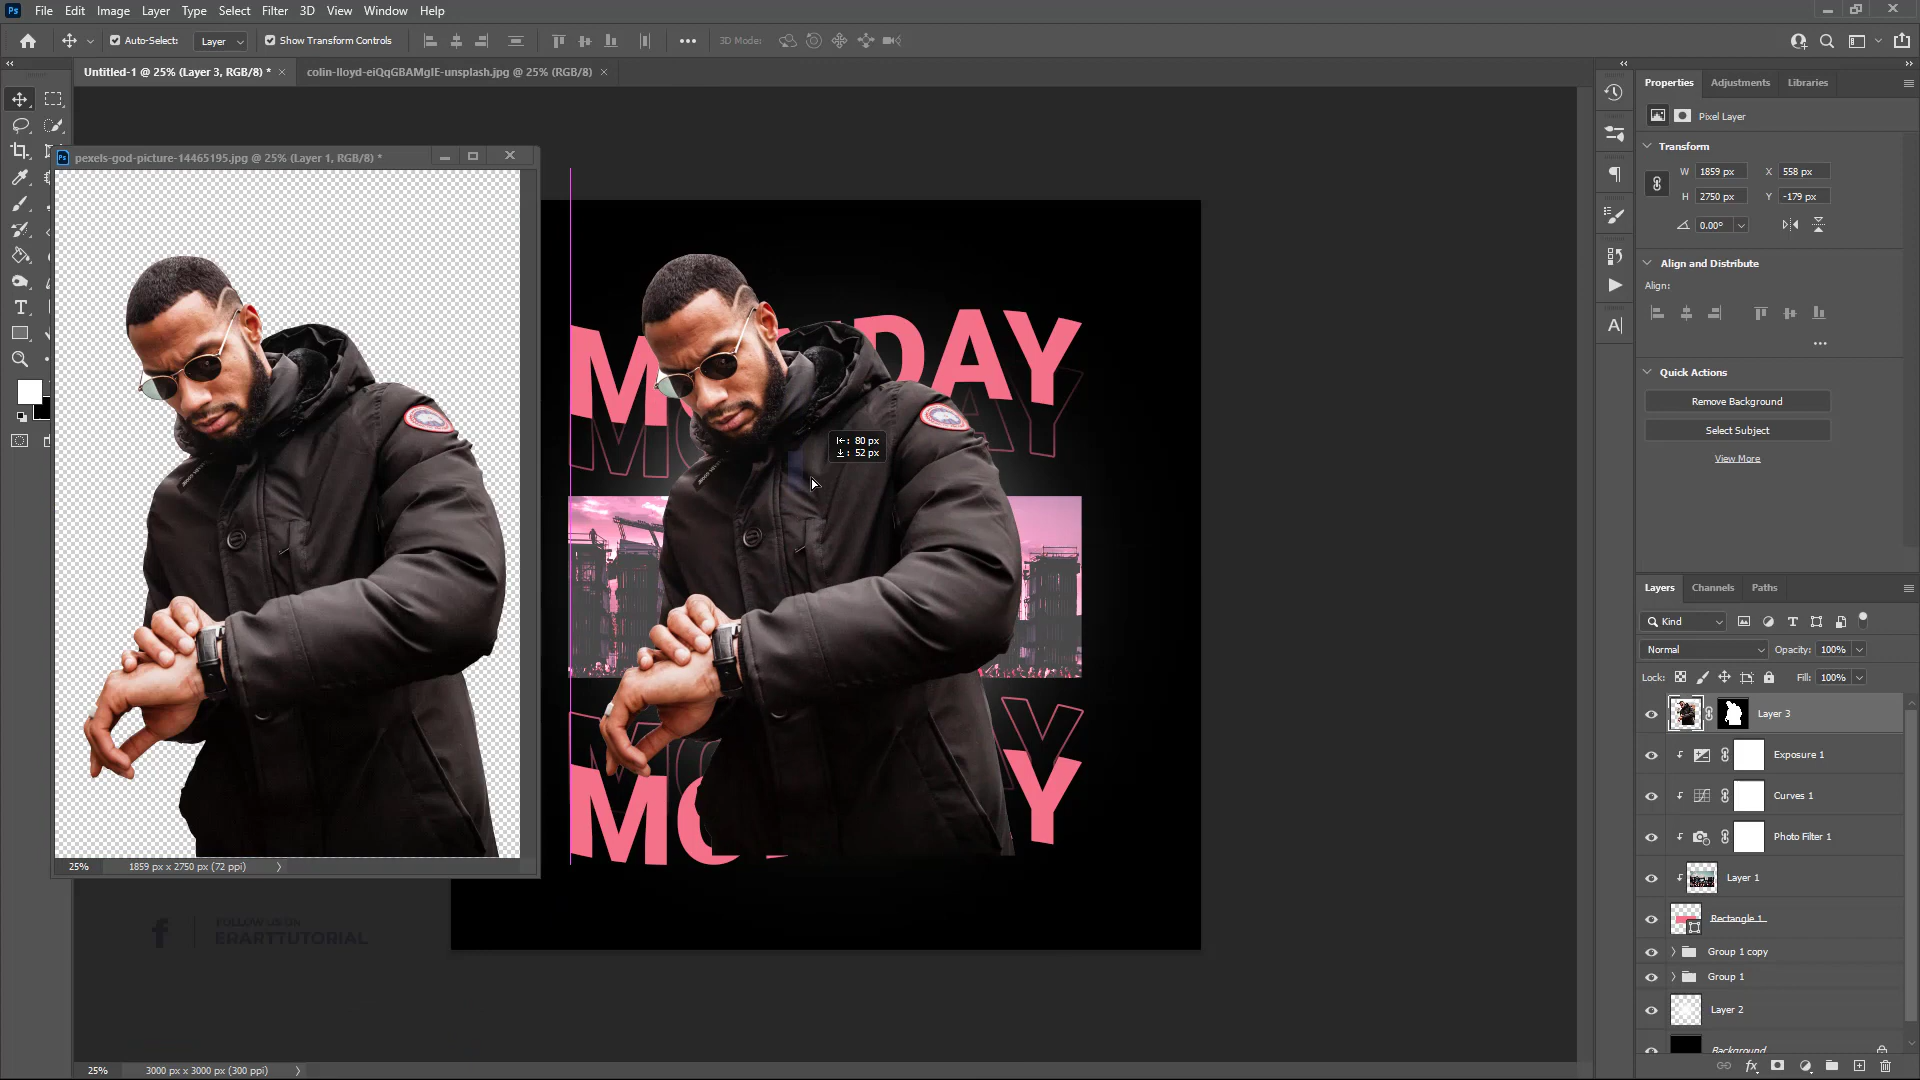 Ps File Edit Image Layer Type Select Filter 3D View Window Help
Auto-Select: Layer Show Transform Controls 3D Mode:
Untitled-1 @ 25% (Layer 3, RGB/8) * colin-lloyd-eiQqGBAMgIE-unsplash.jpg @ 25% (RGB/8)
Ps pexels-god-picture-14465195.jpg @ 25% (Layer 1, RGB/8) *
25% 1859 px x 2750 px (72 ppi)
M DAY
: 80 px
: 52 px
MO Y
FOLLOW US ON
ERARTTUTORIAL
25% 3000 px x 3000 px (300 ppi)
Properties Adjustments Libraries
Pixel Layer
Transform
W 1859 px X 558 px
H 2750 px Y -179 px
0.00°
Align and Distribute
Align:
Quick Actions
Remove Background
Select Subject
View More
Layers Channels Paths
Kind
Normal Opacity: 100%
Lock: Fill: 100%
Layer 3
Exposure 1
Curves 1
Photo Filter 1
Layer 1
Rectangle 1
Group 1 copy
Group 1
Layer 2
Background